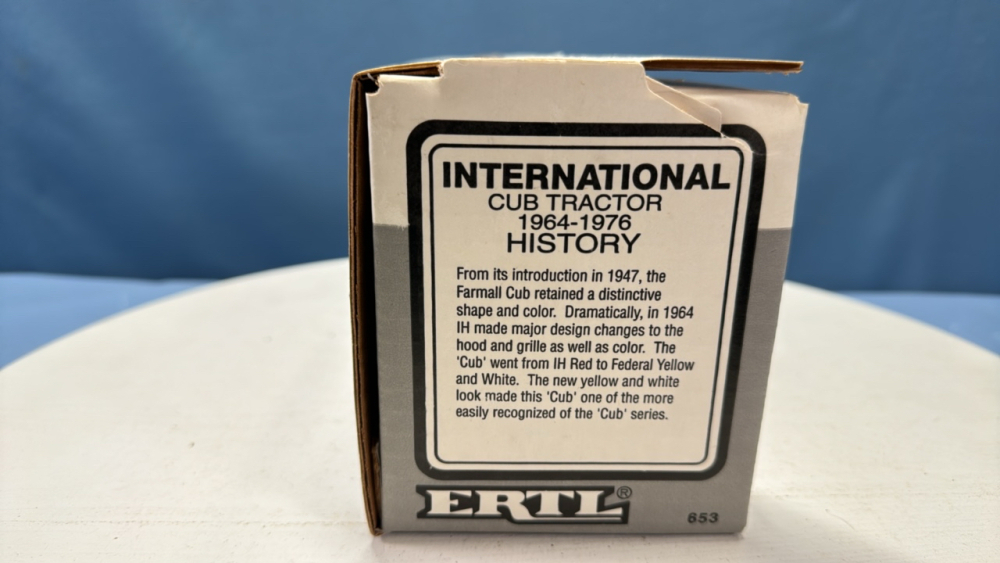 INTERNATIONAL
CUB TRACTOR
1964-1976
HISTORY
From its introduction in 1947, the
Farmall Cub retained a distinctive
shape and color. Dramatically, in 1964
IH made major design changes to the
hood and grille as well as color. The
'Cub' went from IH Red to Federal Yellow
and White. The new yellow and white
look made this 'Cub' one of the more
easily recognized of the 'Cub' series.
ERTL®
653